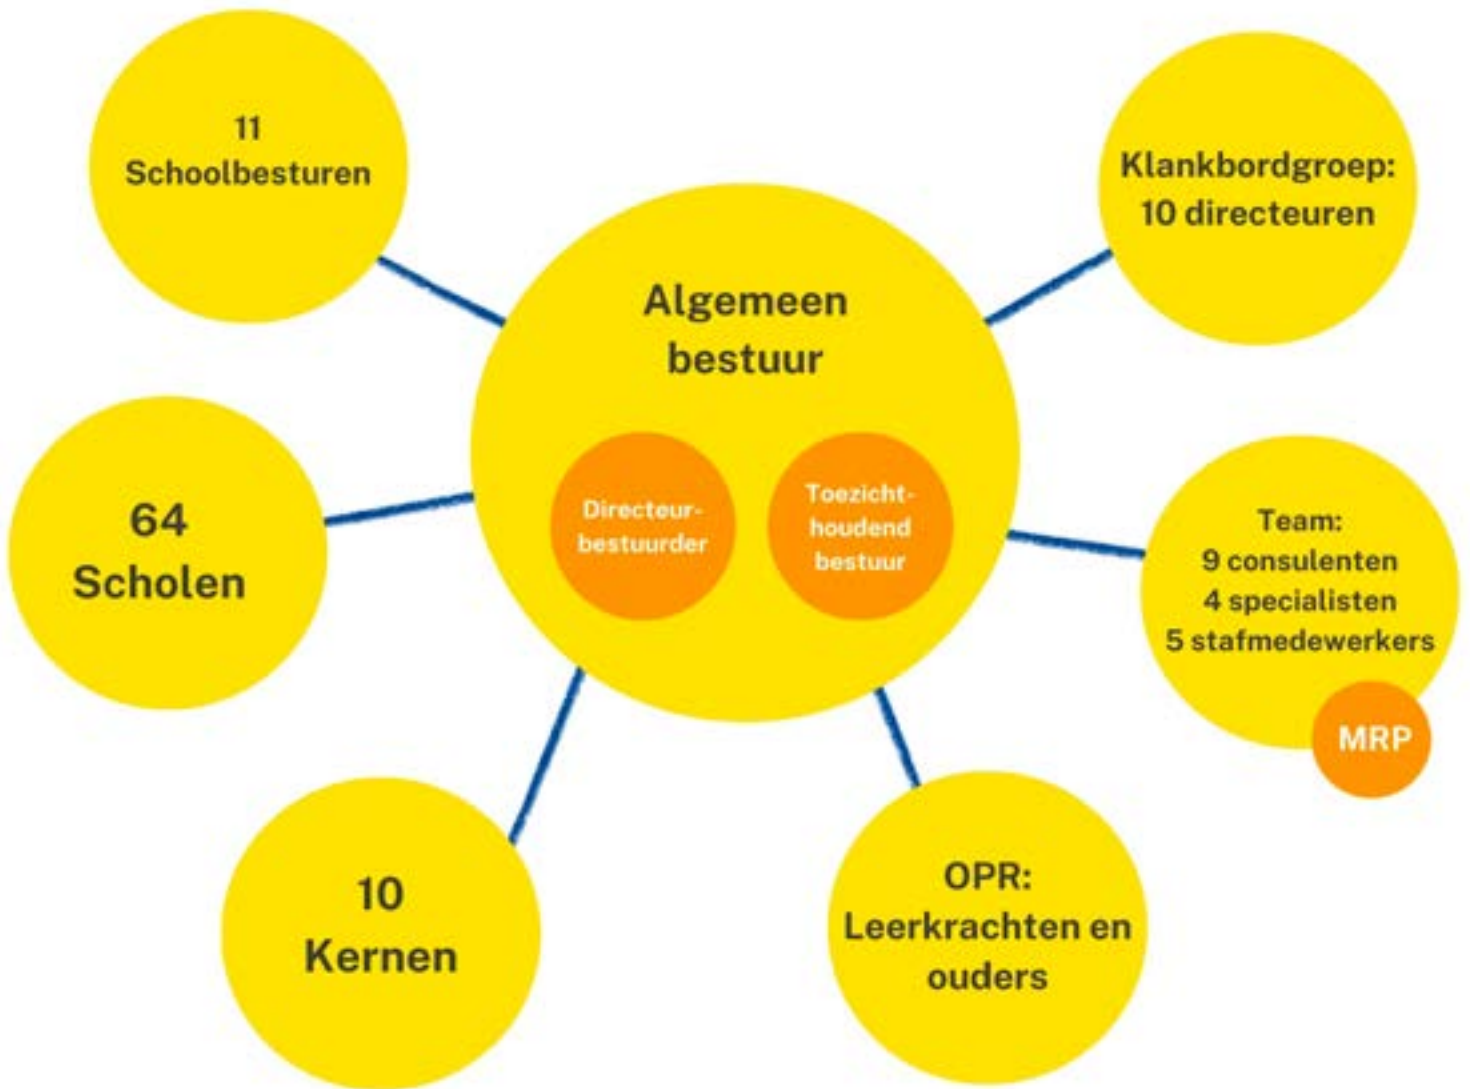 11
Schoolbesturen
Klankbordgroep:
10 directeuren
Algemeen
bestuur
Directeur-
bestuurder
Toezicht-
houdend
bestuur
64
Scholen
Team:
9 consulenten
4 specialisten
5 stafmedewerkers
MRP
10
Kernen
OPR:
Leerkrachten en
ouders